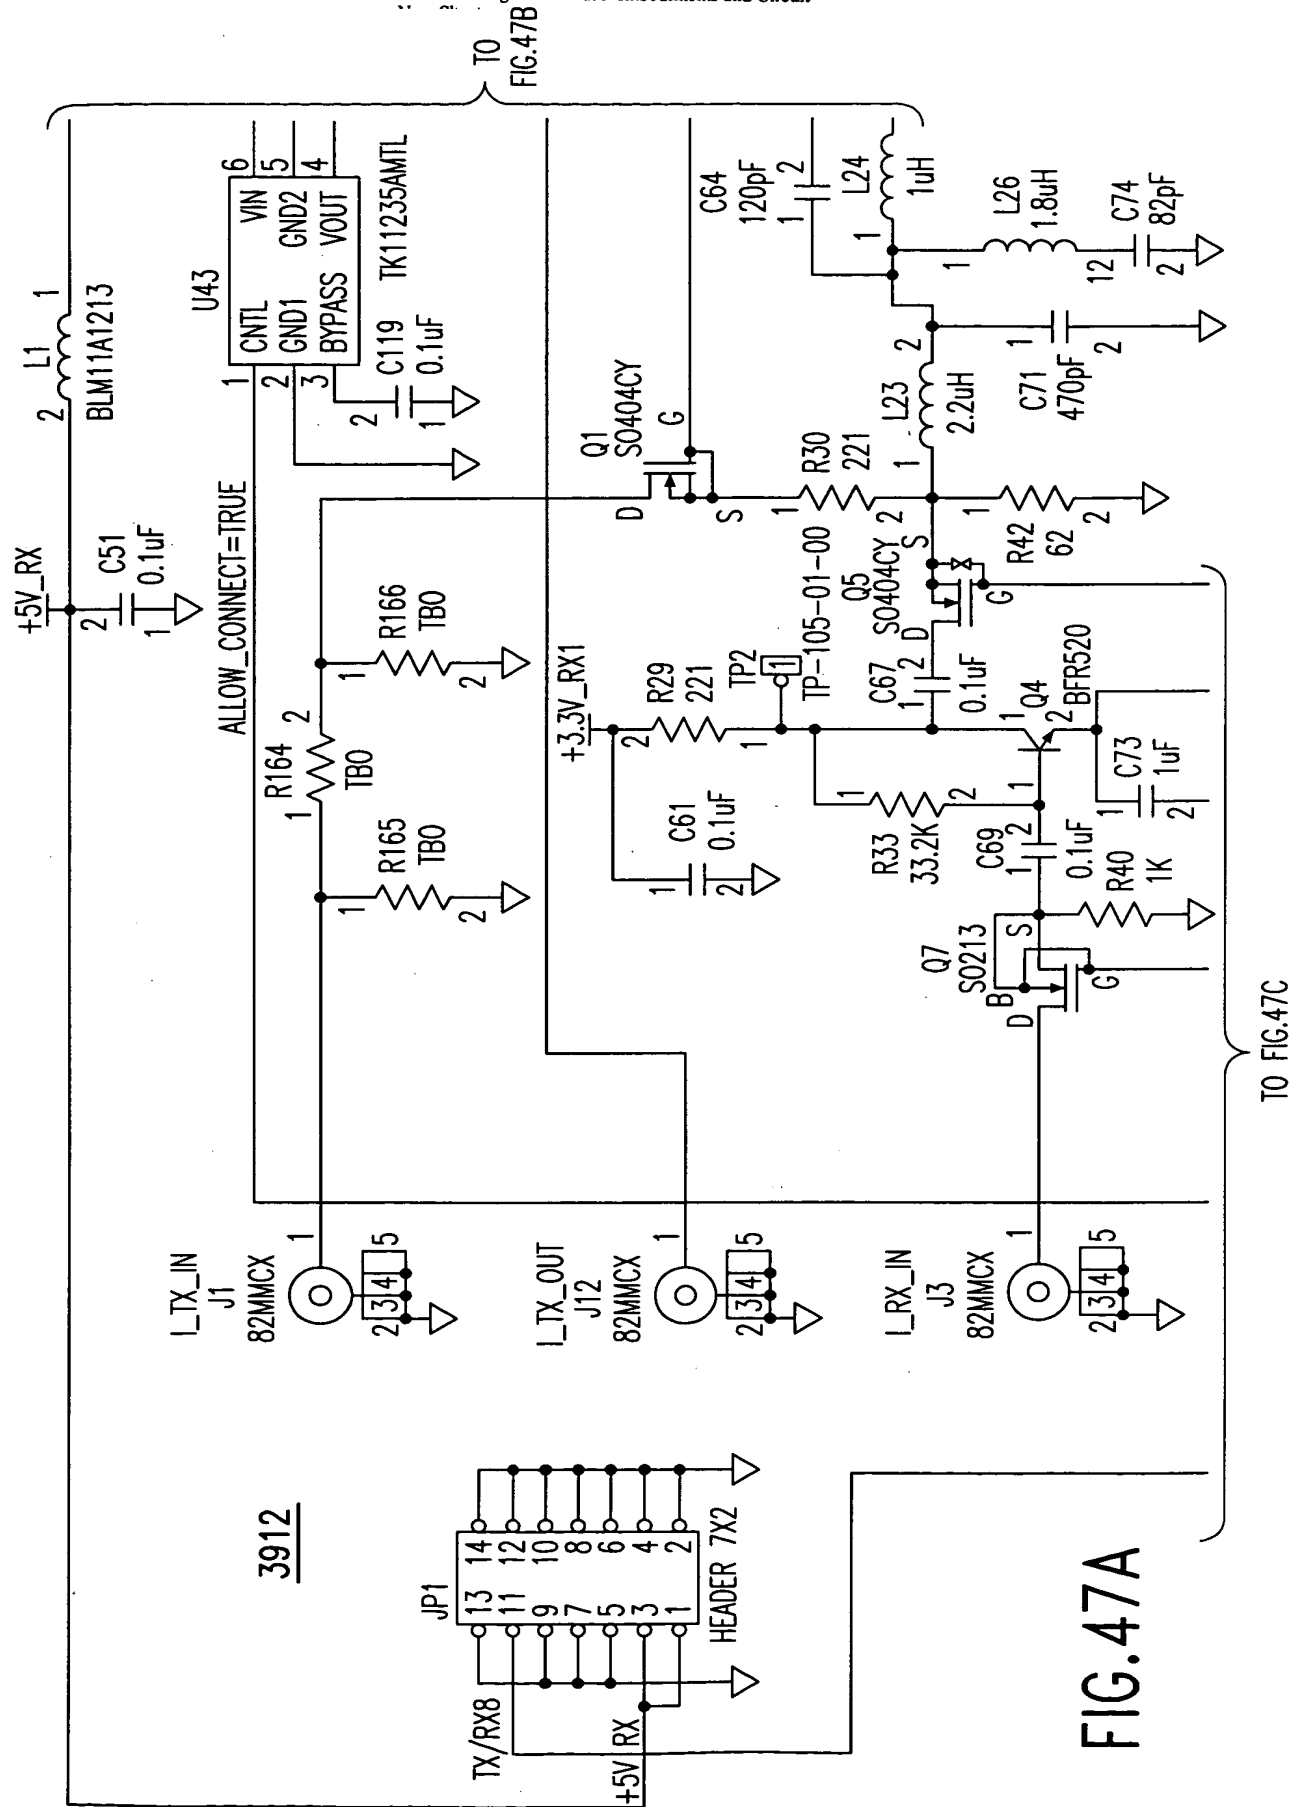 TO
FIG.47B
+5V_RX
L1
2
1
BLM11A1213
C51
0.1uF
2
1
U43
CNTL
GND1
BYPASS
VIN
GND2
VOUT
1
2
3
6
5
4
TK11235AMTL
C119
0.1uF
2
1
ALLOW_CONNECT=TRUE
R164
TBO
1
2
R165
TBO
1
2
R166
TBO
1
2
Q1
SO404CY
D
G
S
R30
221
1
2
C64
120pF
1
2
L24
1uH
1
L26
1.8uH
1
12
C74
82pF
2
L23
2.2uH
1
2
C71
470pF
1
2
R42
62
1
2
Q5
SO404CY
D
S
G
+3.3V_RX1
R29
221
2
1
TP2
1
TP-105-01-00
C61
0.1uF
1
2
C67
0.1uF
1
2
R33
33.2K
1
2
Q4
BFR520
1
1
2
C73
1uF
1
2
C69
0.1uF
1
2
R40
1K
Q7
SO213
B
D
S
G
I_TX_IN
J1
82MMCX
1
2
3
4
5
I_TX_OUT
J12
82MMCX
1
2
3
4
5
I_RX_IN
J3
82MMCX
1
2
3
4
5
3912
JP1
13
11
9
7
5
3
1
14
12
10
8
6
4
2
HEADER 7X2
TX/RX8
+5V RX
TO FIG.47C
FIG.47A